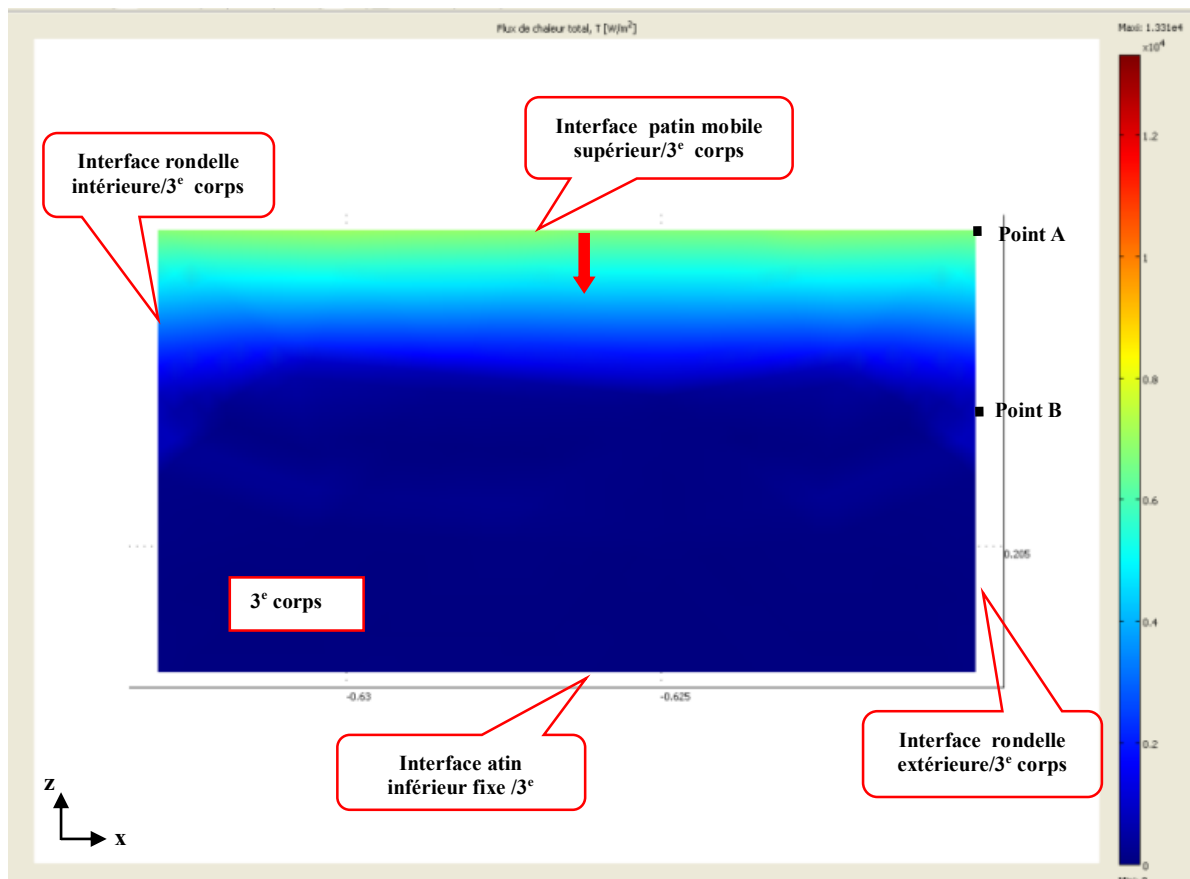 Flux de chaleur total, T [W/m²]
Maxi: 1.331e4
×10⁴
Interface patin mobile
supérieur/3ᵉ corps
Interface rondelle
intérieure/3ᵉ corps
1.2
Point A
1
0.8
Point B
0.6
0.205
3ᵉ corps
0.4
-0.63
-0.625
Interface atin
inférieur fixe /3ᵉ
Interface rondelle
extérieure/3ᵉ corps
0.2
z
x
0